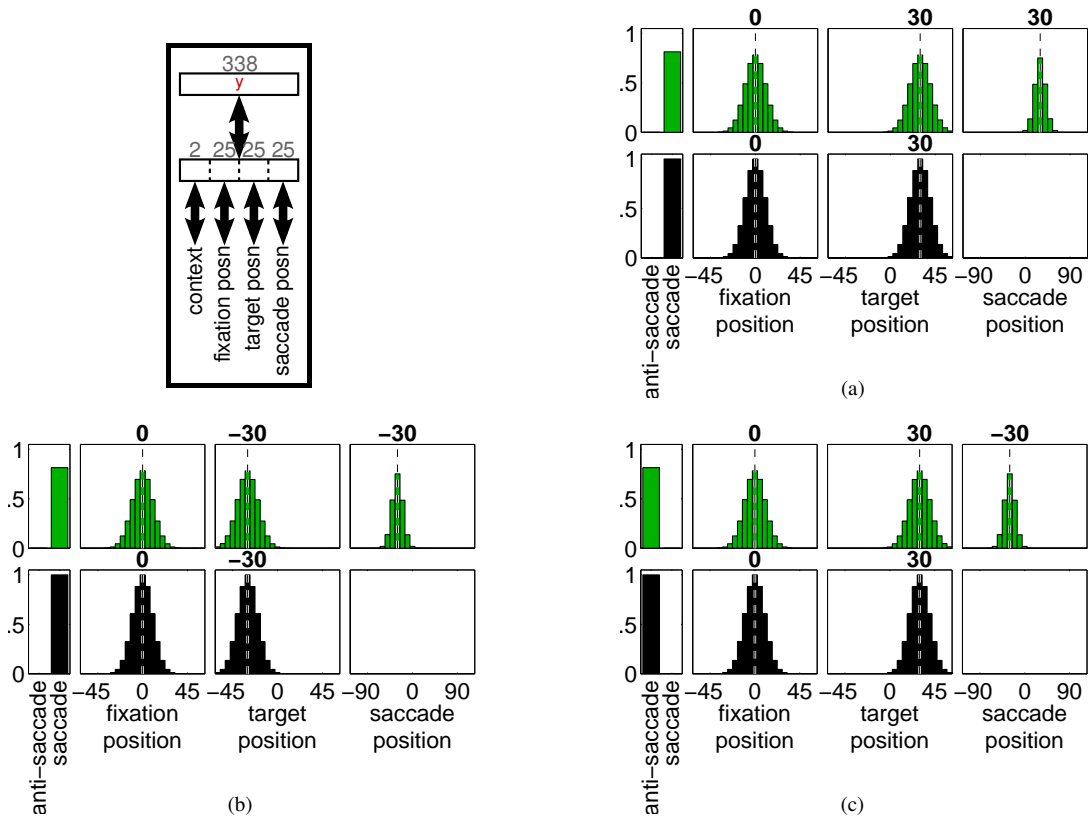 338
y
2 25 25 25
context
fixation posn
target posn
saccade posn
0 30 30
1
.5
0
0 30
1
.5
0
anti−saccade
saccade
−45 0 45
fixation
position
0 45
target
position
−90 0 90
saccade
position
(a)
0 −30 −30
1
.5
0
0 −30
1
.5
0
anti−saccade
saccade
−45 0 45
fixation
position
−45 0 45
target
position
−90 0 90
saccade
position
(b)
0 30 −30
1
.5
0
0 30
1
.5
0
anti−saccade
saccade
−45 0 45
fixation
position
−45 0 45
target
position
−90 0 90
saccade
position
(c)